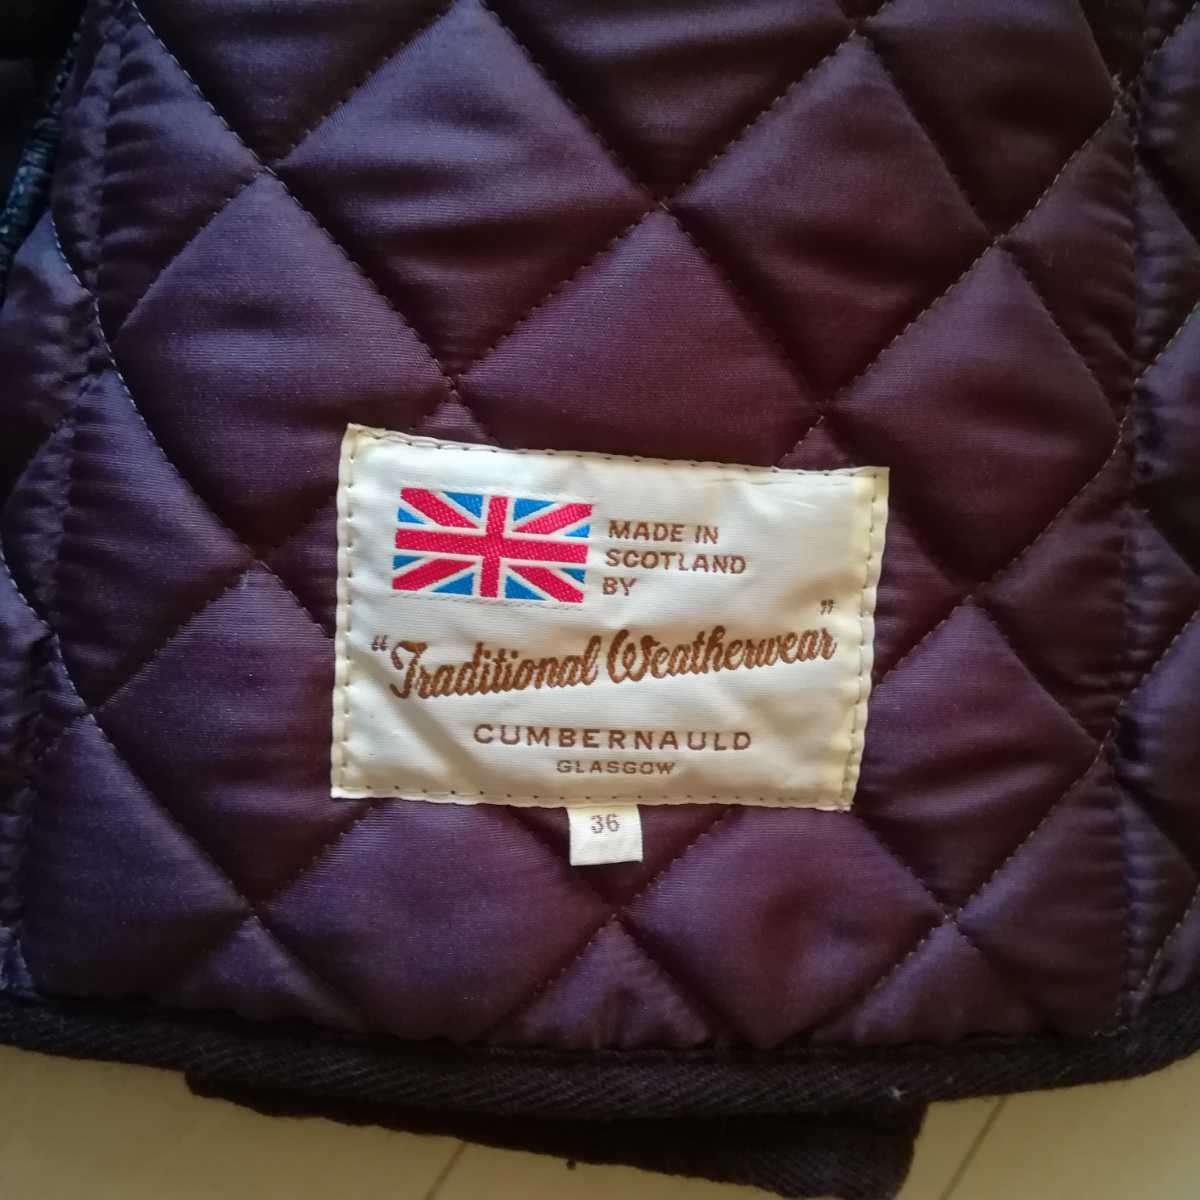 MADE IN
SCOTLAND
BY
"Traditional Weatherwear"
CUMBERNAULD
GLASGOW
36